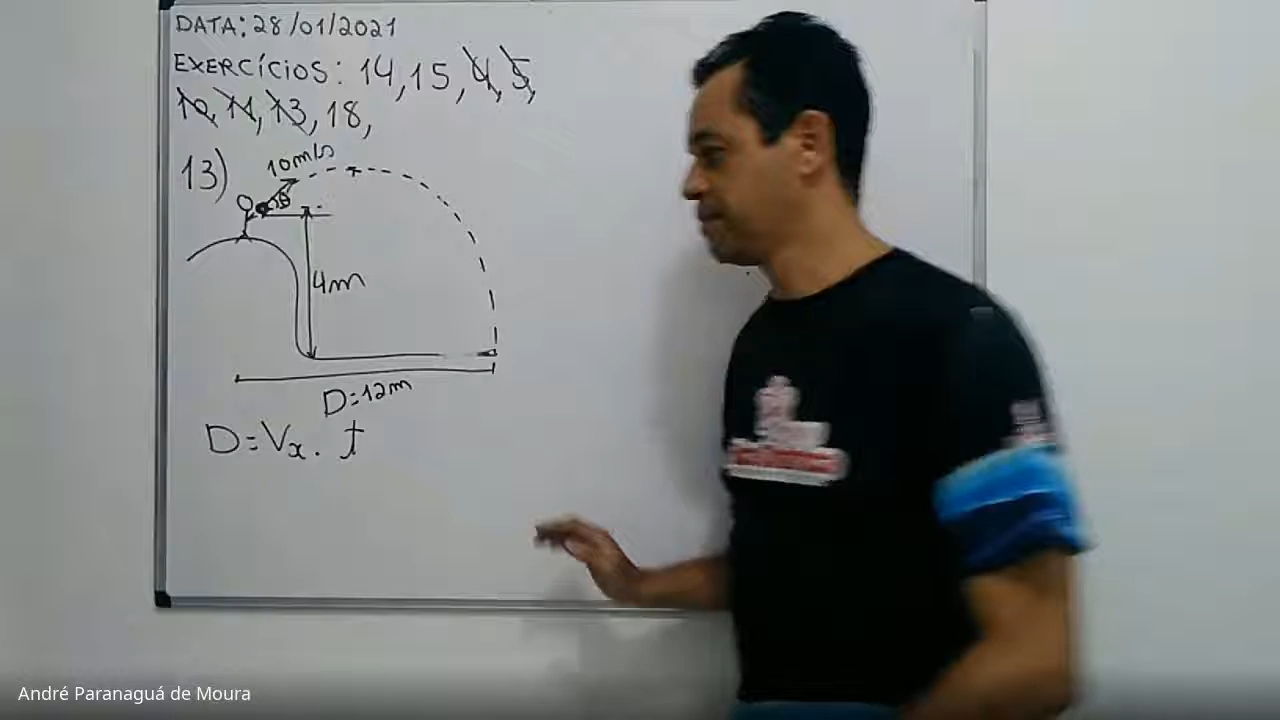 DATA: 28/01/2021
EXERCÍCIOS: 14, 15, 4, 5,
10, 11, 13, 18,
13) 10m/s
θ
4m
D=12m
D=Vx . t
André Paranaguá de Moura